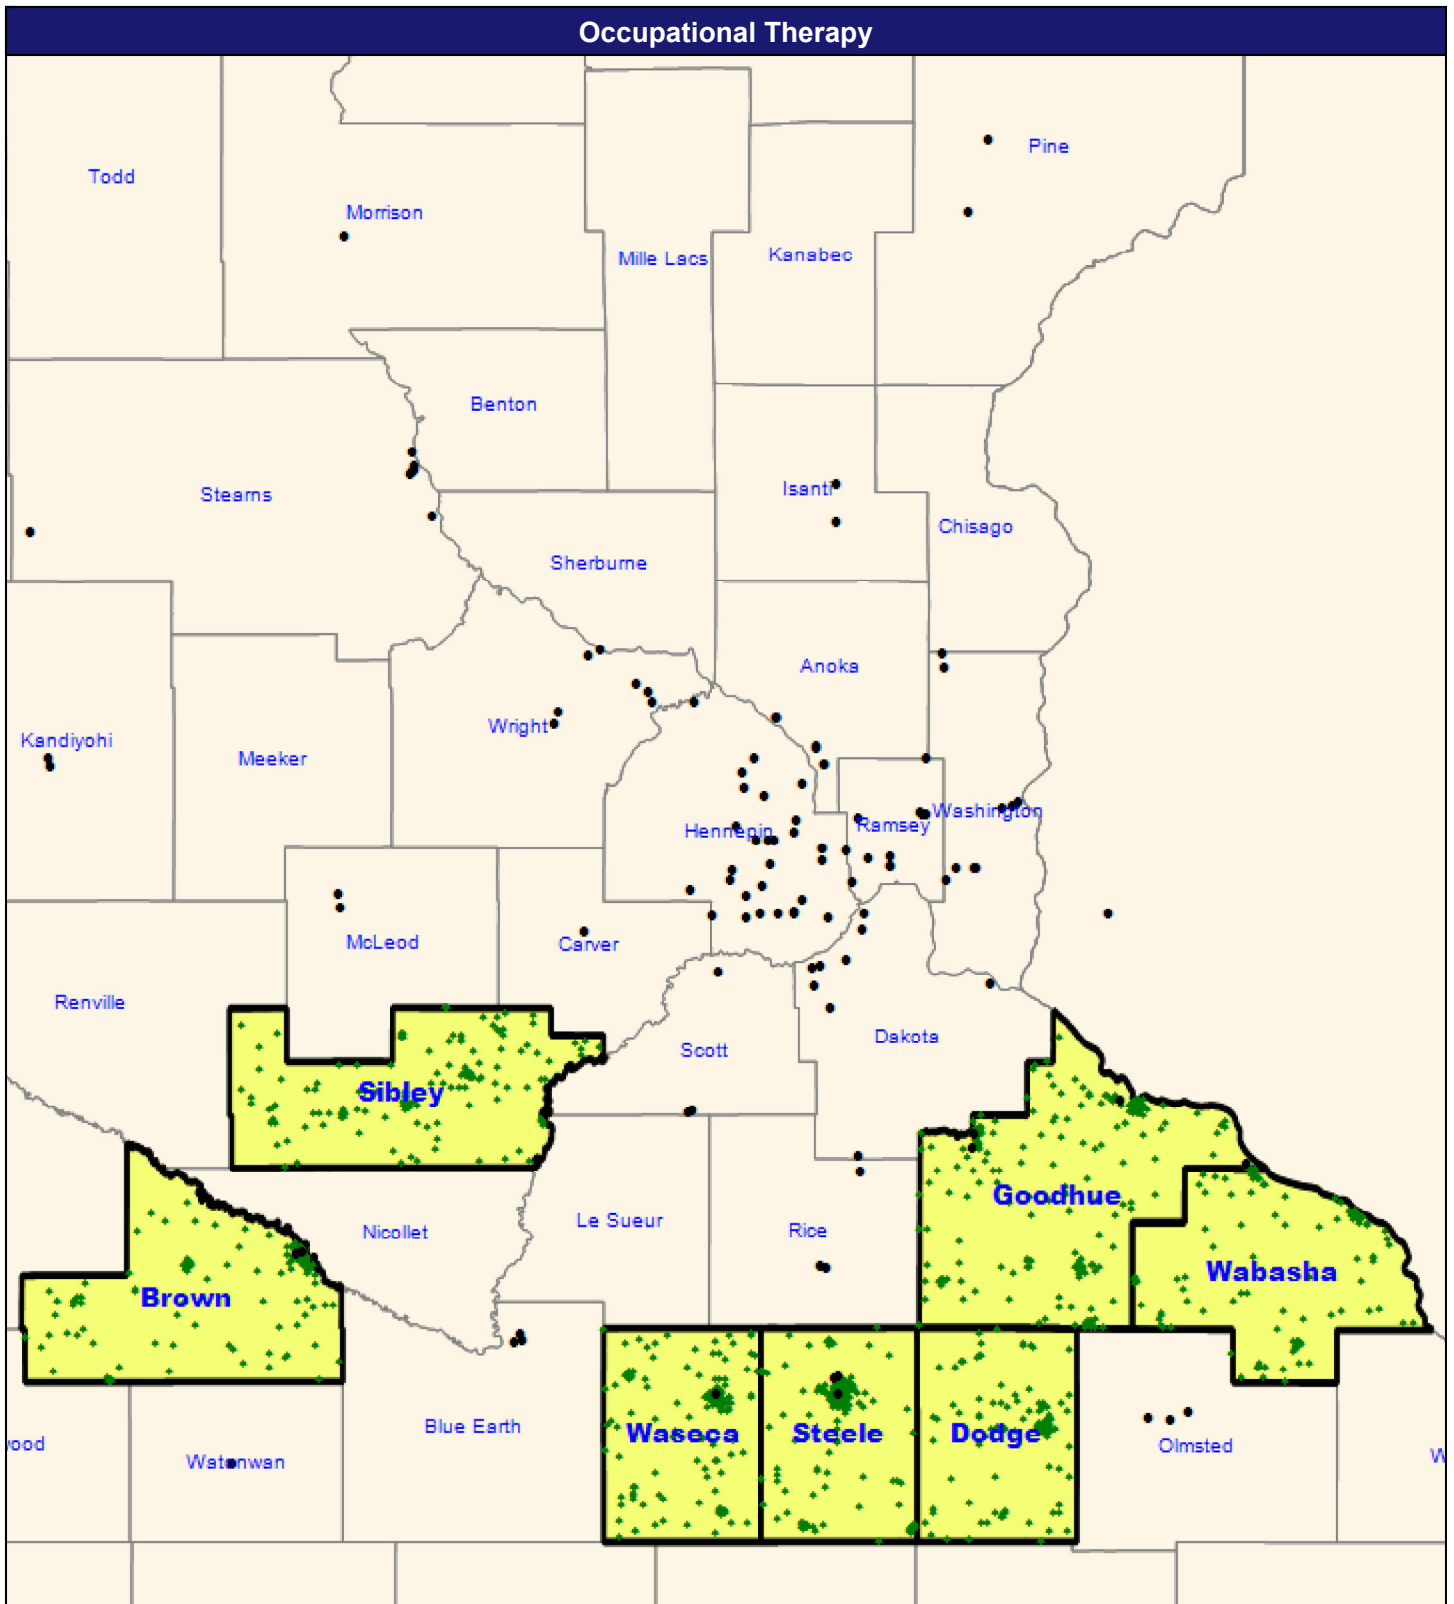 Occupational Therapy
Pine
Todd
Morrison
Mille Lacs
Kanabec
Benton
Stearns
Isanti
Chisago
Sherburne
Anoka
Wright
Kandiyohi
Meeker
Hennepin
Ramsey
Washington
McLeod
Carver
Renville
Scott
Dakota
Sibley
Goodhue
Nicollet
Le Sueur
Rice
Wabasha
Brown
Blue Earth
Waseca
Steele
Dodge
Olmsted
ood
Watonwan
W